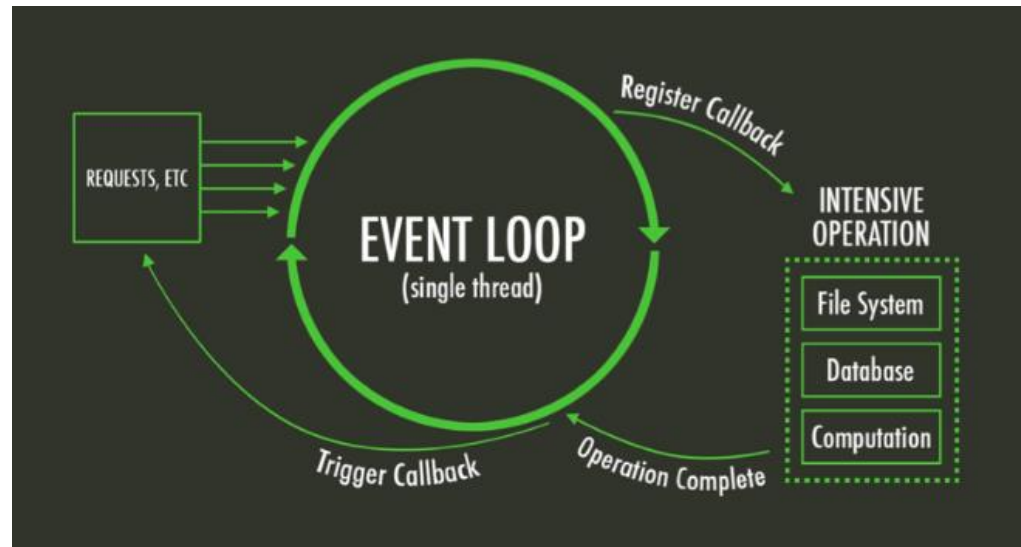 REQUESTS, ETC
EVENT LOOP
(single thread)
Register Callback
INTENSIVE
OPERATION
File System
Database
Computation
Operation Complete
Trigger Callback